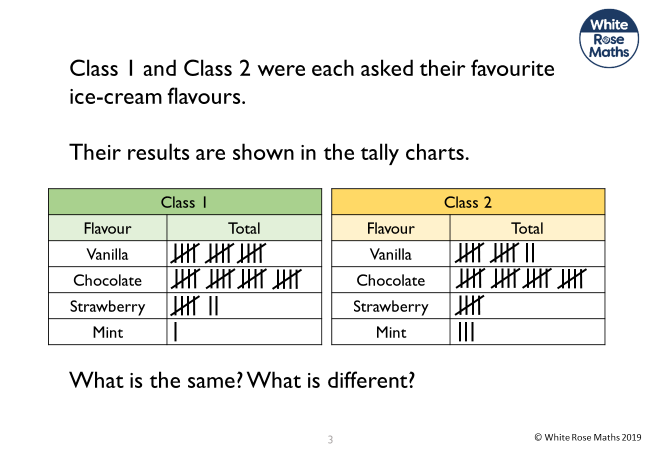 White
Rose
Maths
Class 1 and Class 2 were each asked their favourite
ice-cream flavours.
Their results are shown in the tally charts.
Class 1
Flavour Total
Vanilla
Chocolate
Strawberry
Mint
Class 2
Flavour Total
Vanilla
Chocolate
Strawberry
Mint
What is the same? What is different?
3
© White Rose Maths 2019